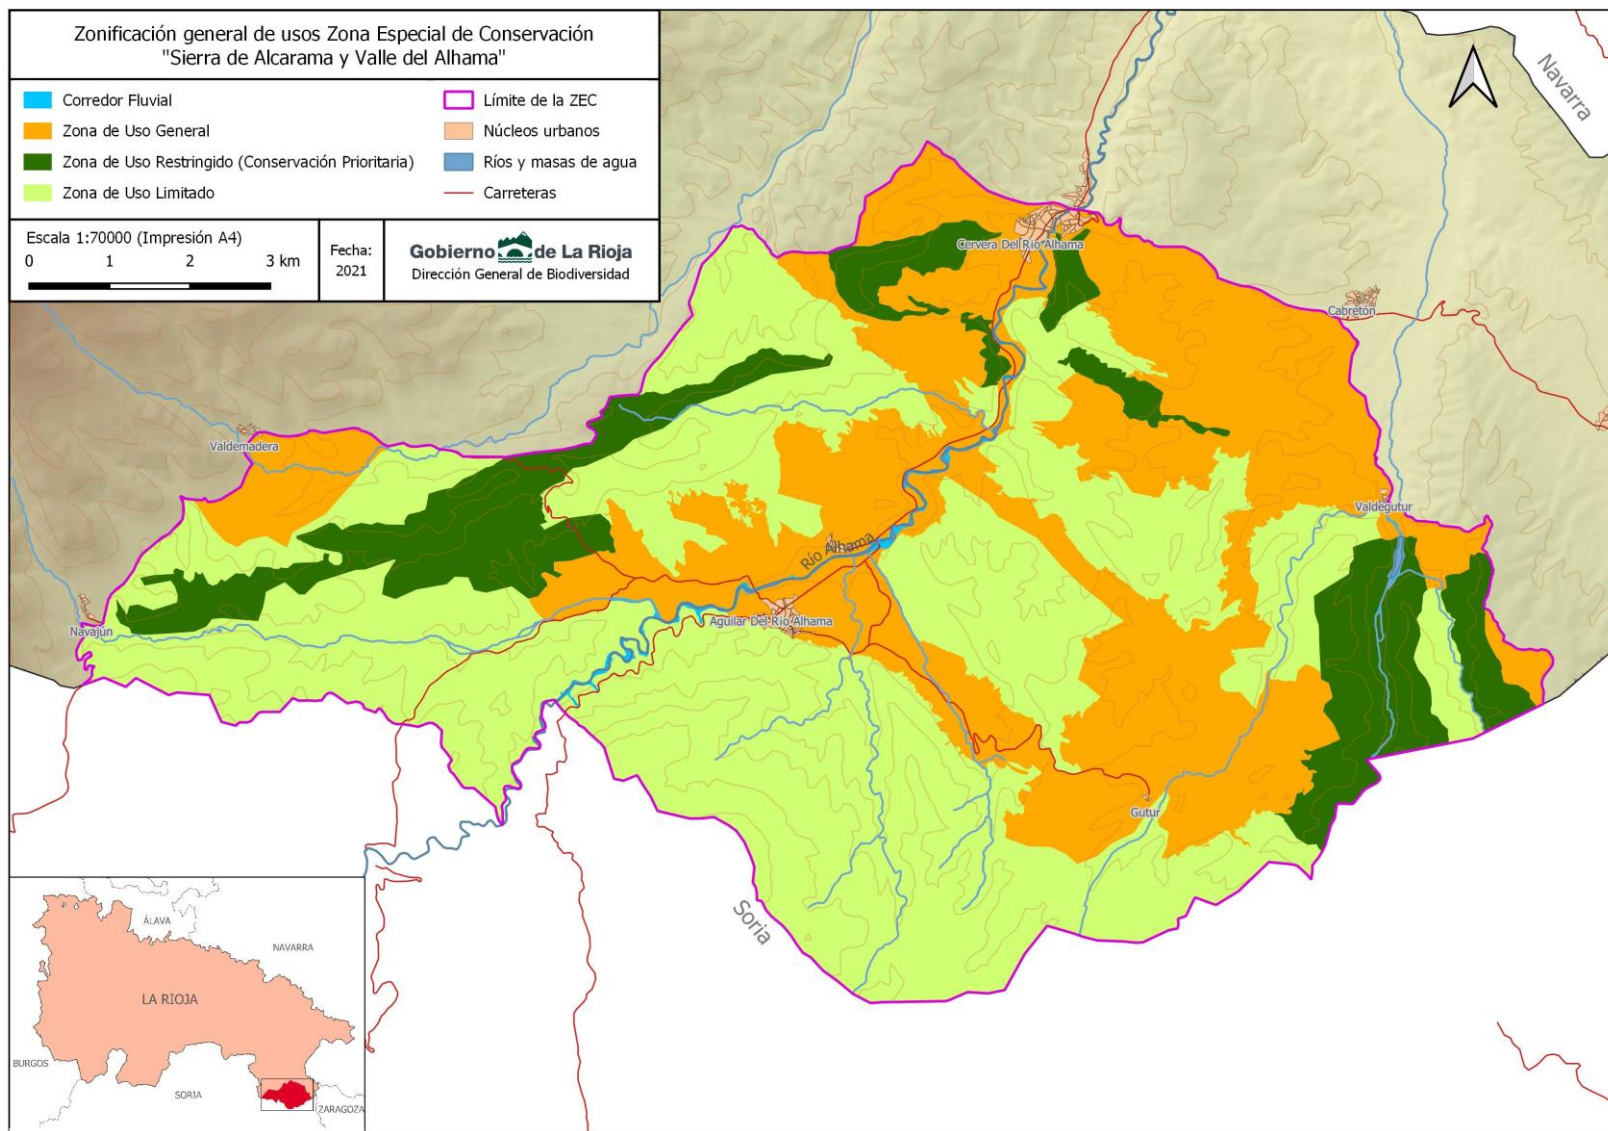 Zonificación general de usos Zona Especial de Conservación
"Sierra de Alcarama y Valle del Alhama"
Corredor Fluvial
Zona de Uso General
Zona de Uso Restringido (Conservación Prioritaria)
Zona de Uso Limitado
Límite de la ZEC
Núcleos urbanos
Ríos y masas de agua
Carreteras
Escala 1:70000 (Impresión A4)
0 1 2 3 km
Fecha:
2021
Gobierno de La Rioja
Dirección General de Biodiversidad
Navarra
Cervera Del Río Alhama
Cabretón
Valdemadera
Valdegutur
Río Alhama
Navajún
Aguilar Del Río Alhama
Gutur
Soria
ÁLAVA
NAVARRA
LA RIOJA
BURGOS
SORIA
ZARAGOZA